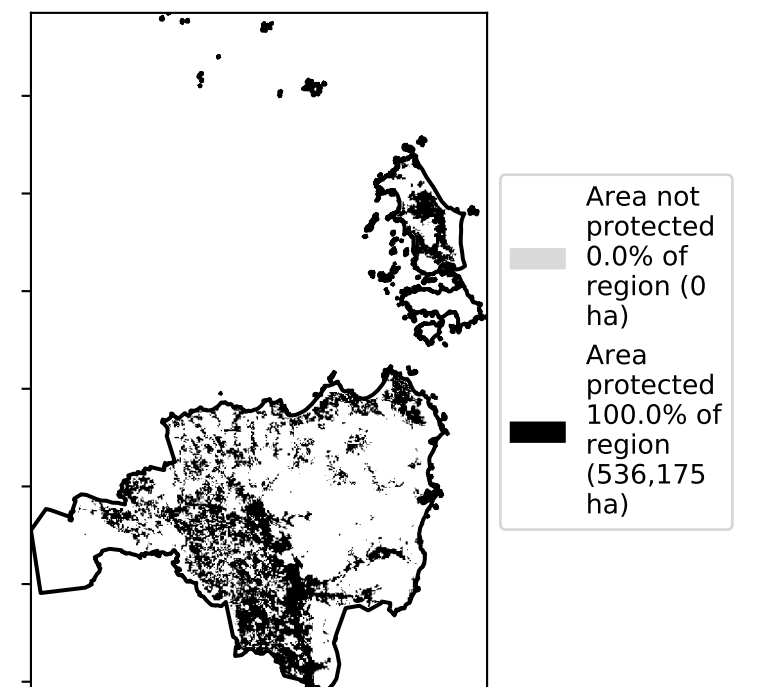 Area not
protected
0.0% of
region (0
ha)
Area
protected
100.0% of
region
(536,175
ha)